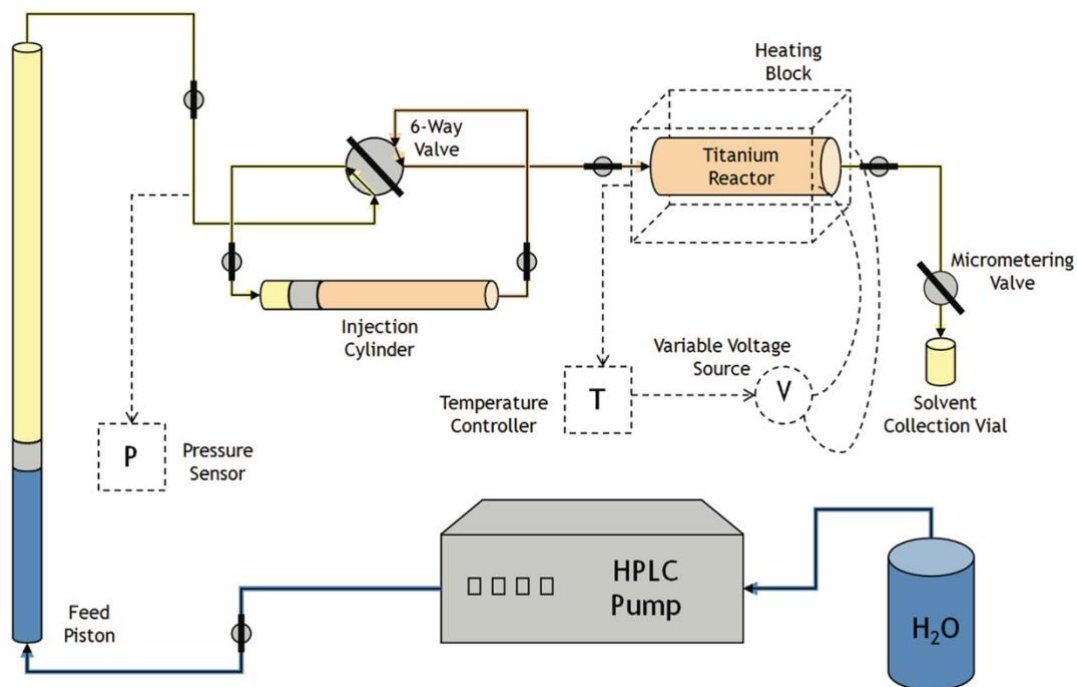 Heating
Block
6-Way
Valve
Titanium
Reactor
Micrometering
Valve
Injection
Cylinder
Variable Voltage
Source
V
T
Temperature
Controller
Solvent
Collection Vial
P
Pressure
Sensor
HPLC
Pump
Feed
Piston
H₂O